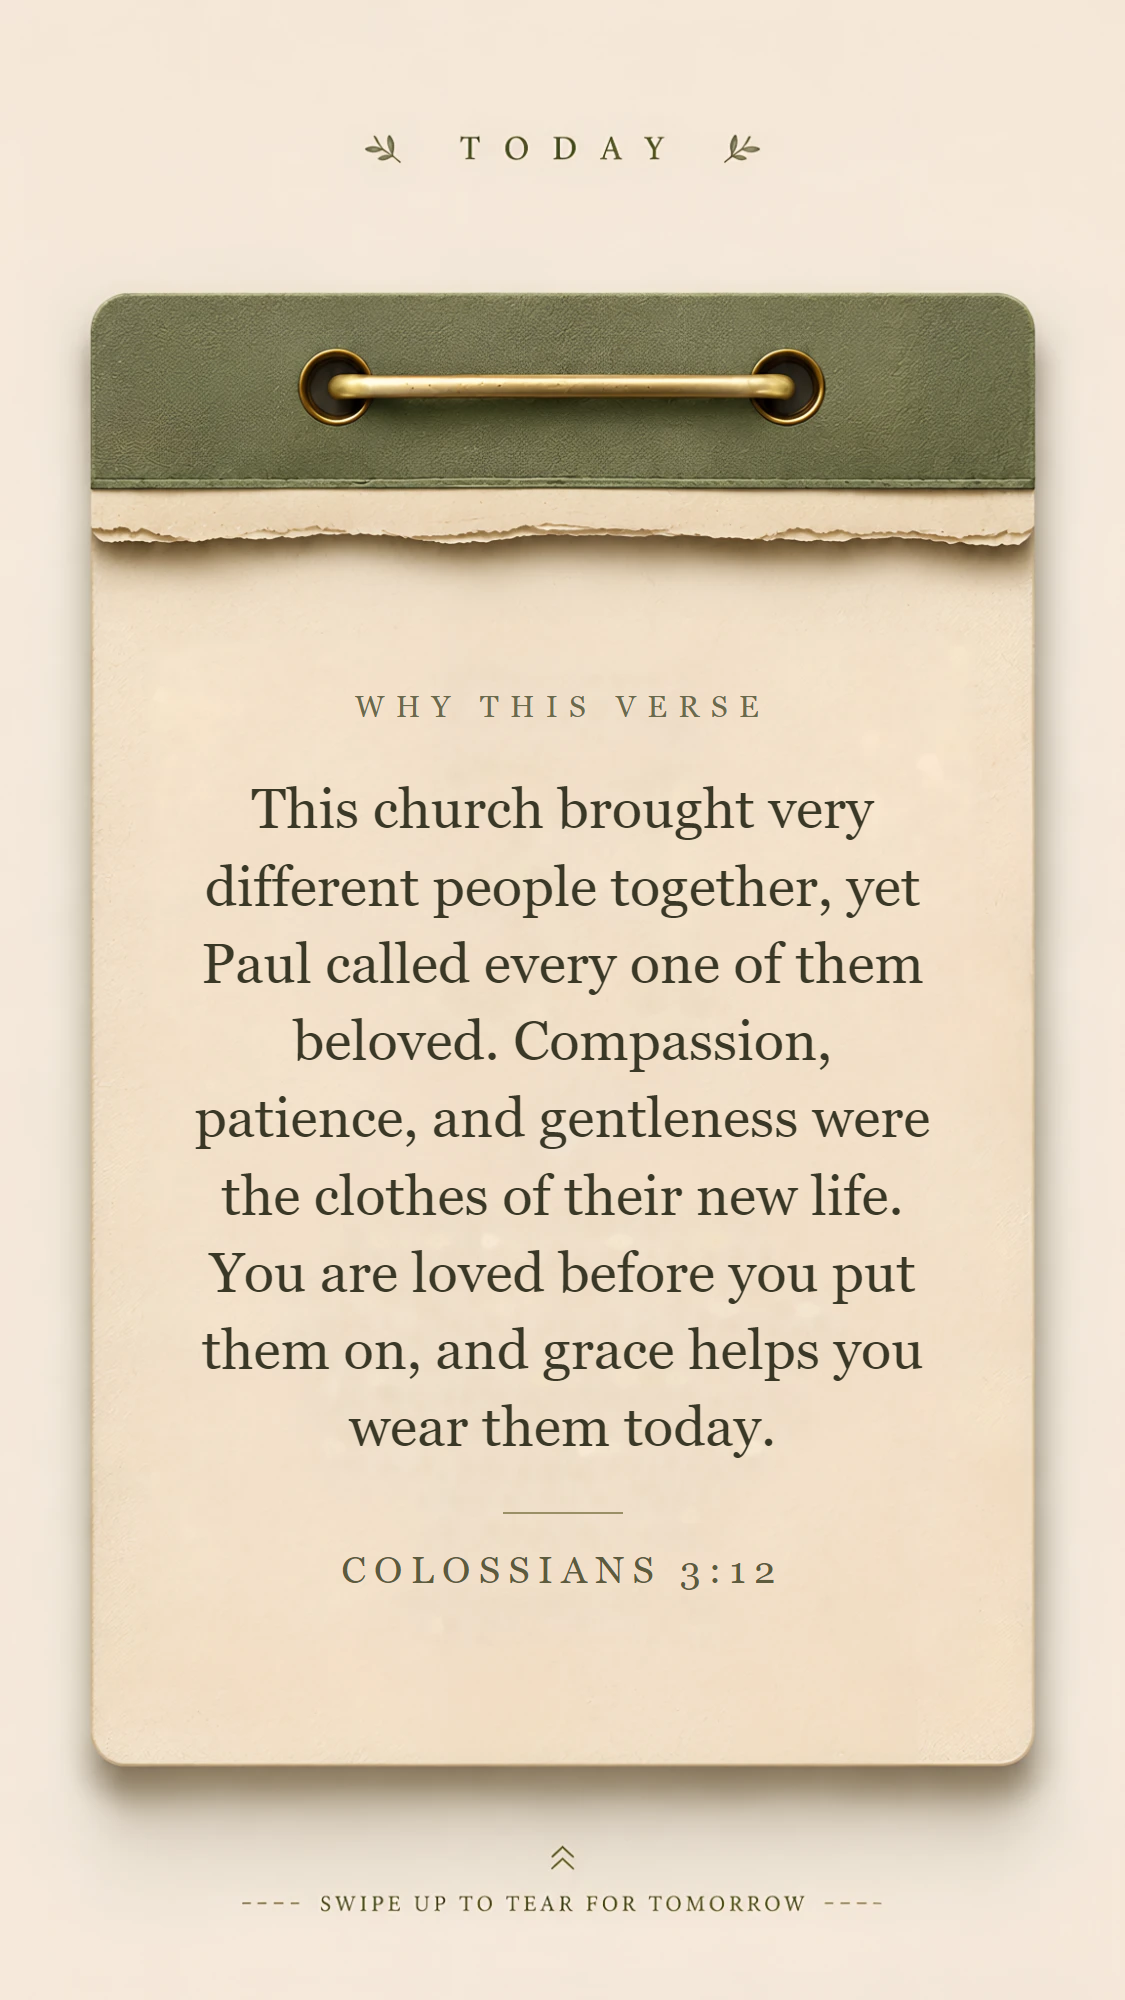 TODAY
WHY THIS VERSE
This church brought very
different people together, yet
Paul called every one of them
beloved. Compassion,
patience, and gentleness were
the clothes of their new life.
You are loved before you put
them on, and grace helps you
wear them today.
COLOSSIANS 3:12
SWIPE UP TO TEAR FOR TOMORROW